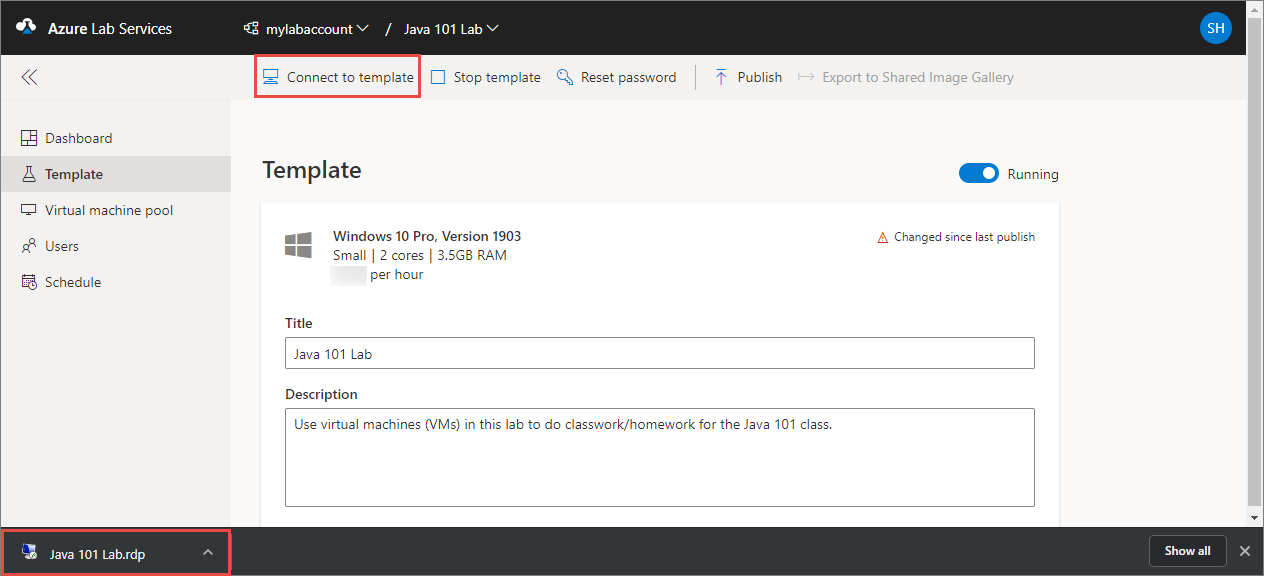 Azure Lab Services
mylabaccount / Java 101 Lab
SH
Connect to template Stop template Reset password Publish Export to Shared Image Gallery
Dashboard
Template
Virtual machine pool
Users
Schedule
Template
Running
Windows 10 Pro, Version 1903
Changed since last publish
Small | 2 cores | 3.5GB RAM
per hour
Title
Java 101 Lab
Description
Use virtual machines (VMs) in this lab to do classwork/homework for the Java 101 class.
Java 101 Lab.rdp
Show all